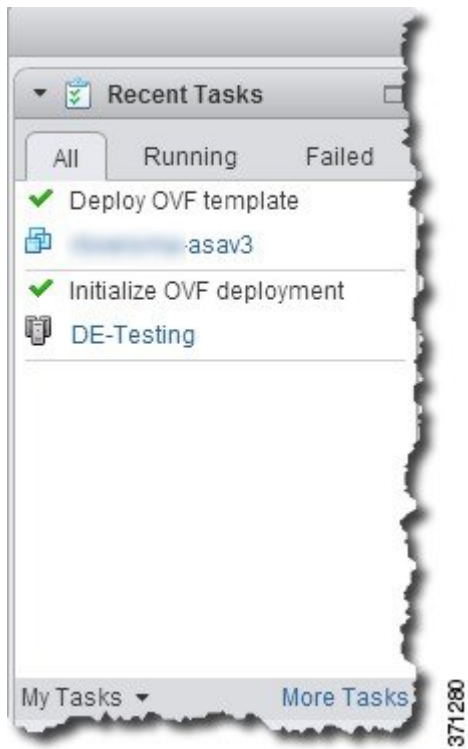 Recent Tasks
All Running Failed
Deploy OVF template
-asav3
Initialize OVF deployment
DE-Testing
My Tasks More Tasks
371280